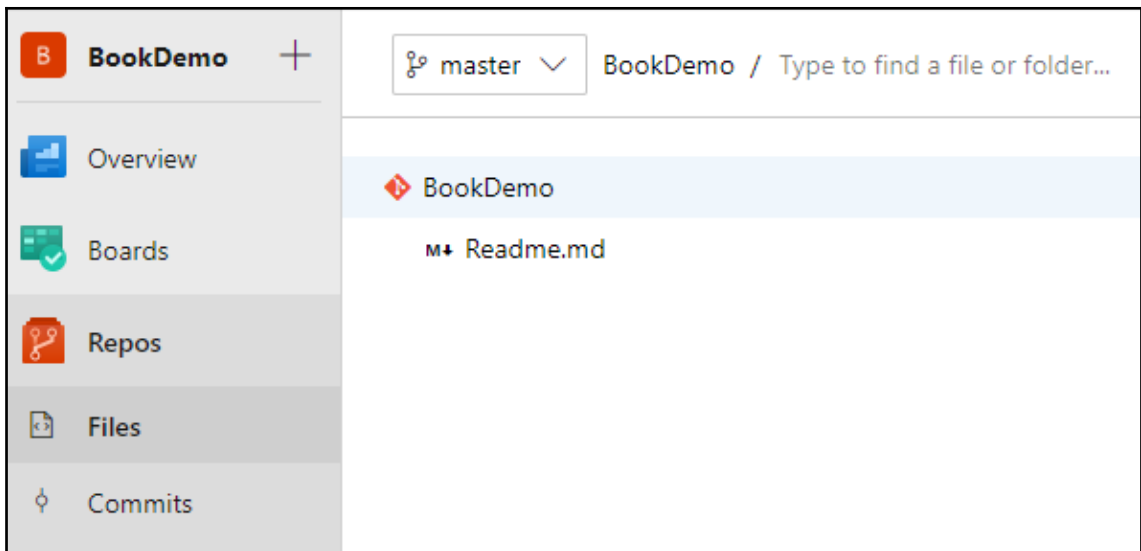 B BookDemo +
master
BookDemo / Type to find a file or folder...
Overview
Boards
Repos
Files
Commits
BookDemo
M Readme.md